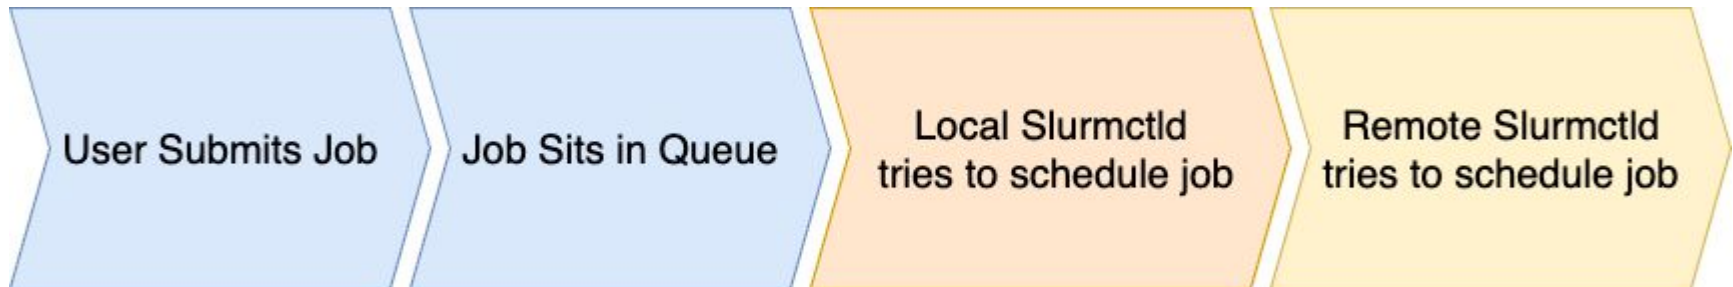 User Submits Job
Job Sits in Queue
Local Slurmctld
tries to schedule job
Remote Slurmctld
tries to schedule job